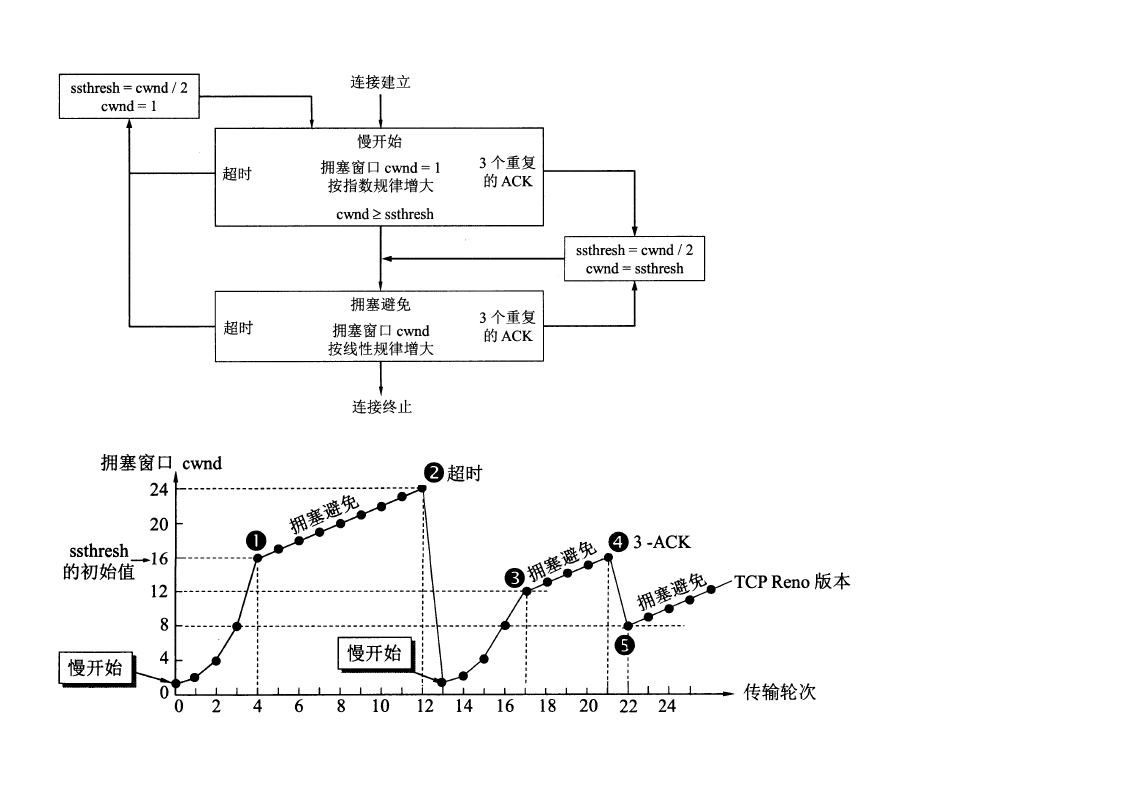 连接建立
ssthresh = cwnd / 2
cwnd = 1
慢开始
超时
拥塞窗口 cwnd = 1
按指数规律增大
3 个重复
的 ACK
cwnd ≥ ssthresh
ssthresh = cwnd / 2
cwnd = ssthresh
拥塞避免
超时
拥塞窗口 cwnd
按线性规律增大
3 个重复
的 ACK
连接终止
拥塞窗口 cwnd
❷ 超时
24
20
16
12
8
4
0
ssthresh
的初始值
❶
拥塞避免
❸
拥塞避免
❹ 3 -ACK
拥塞避免
TCP Reno 版本
❺
慢开始
慢开始
0 2 4 6 8 10 12 14 16 18 20 22 24
传输轮次